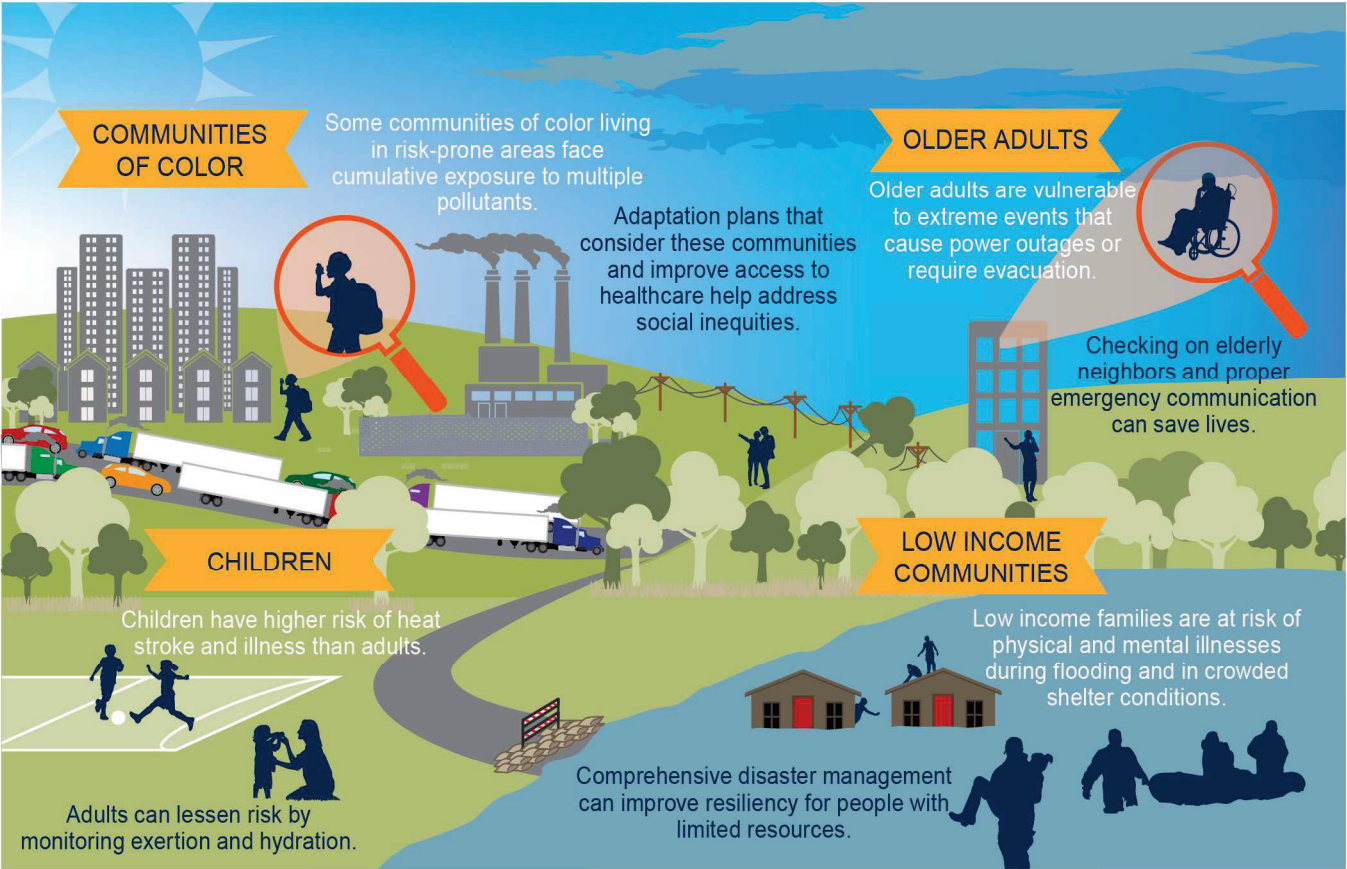 COMMUNITIES
OF COLOR
Some communities of color living
in risk-prone areas face
cumulative exposure to multiple
pollutants.
Adaptation plans that
consider these communities
and improve access to
healthcare help address
social inequities.
OLDER ADULTS
Older adults are vulnerable
to extreme events that
cause power outages or
require evacuation.
Checking on elderly
neighbors and proper
emergency communication
can save lives.
CHILDREN
Children have higher risk of heat
stroke and illness than adults.
Adults can lessen risk by
monitoring exertion and hydration.
LOW INCOME
COMMUNITIES
Low income families are at risk of
physical and mental illnesses
during flooding and in crowded
shelter conditions.
Comprehensive disaster management
can improve resiliency for people with
limited resources.